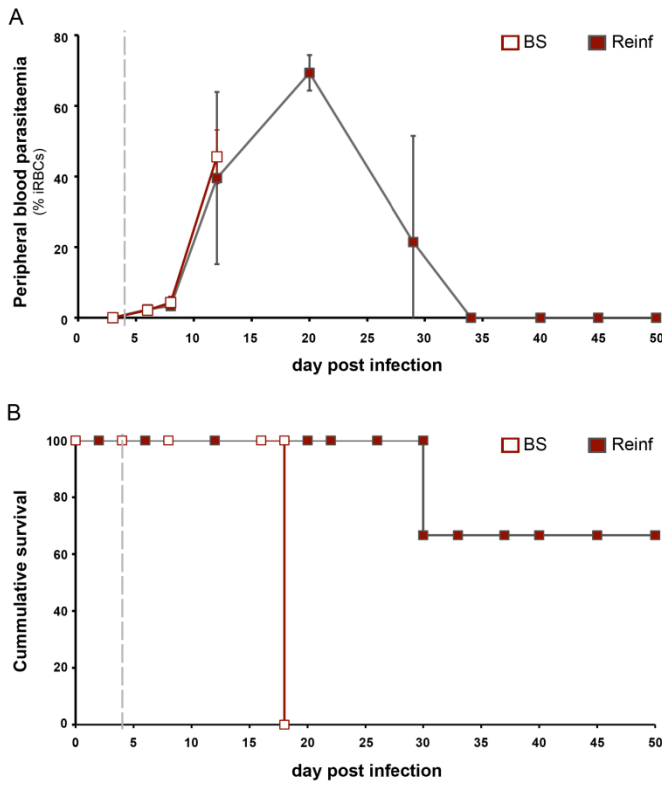 A
BS
Reinf
Peripheral blood parasitaemia
(% iRBCs)
80
60
40
20
0
0 5 10 15 20 25 30 35 40 45 50
day post infection
B
BS
Reinf
Cummulative survival
100
80
60
40
20
0
0 5 10 15 20 25 30 35 40 45 50
day post infection